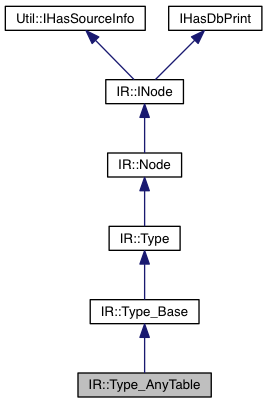 Util::IHasSourceInfo
IHasDbPrint
IR::INode
IR::Node
IR::Type
IR::Type_Base
IR::Type_AnyTable